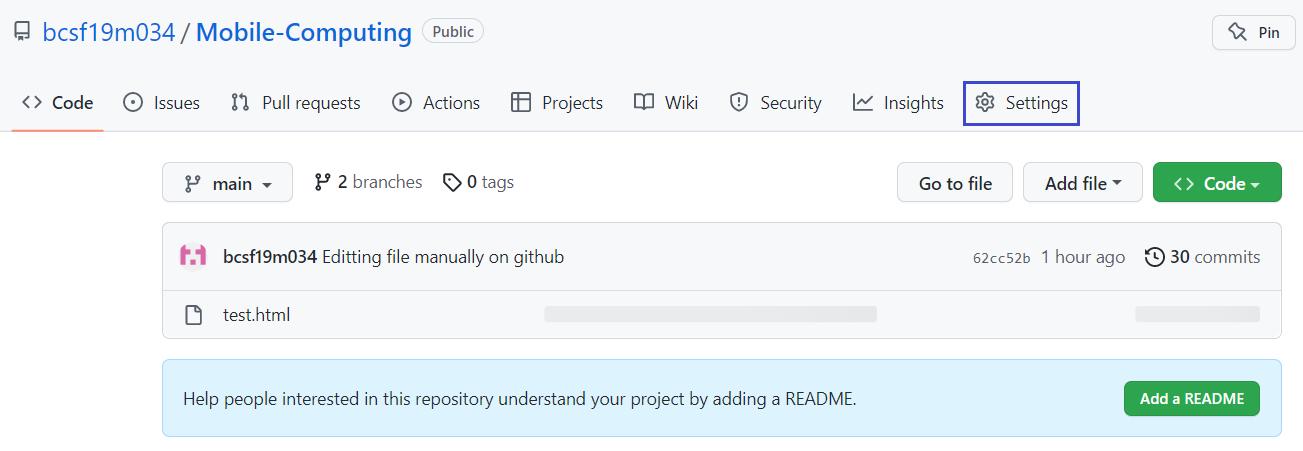 bcsf19m034 / Mobile-Computing Public Pin
Code Issues Pull requests Actions Projects Wiki Security Insights Settings
main 2 branches 0 tags Go to file Add file Code
bcsf19m034 Editting file manually on github 62cc52b 1 hour ago 30 commits
test.html
Help people interested in this repository understand your project by adding a README. Add a README